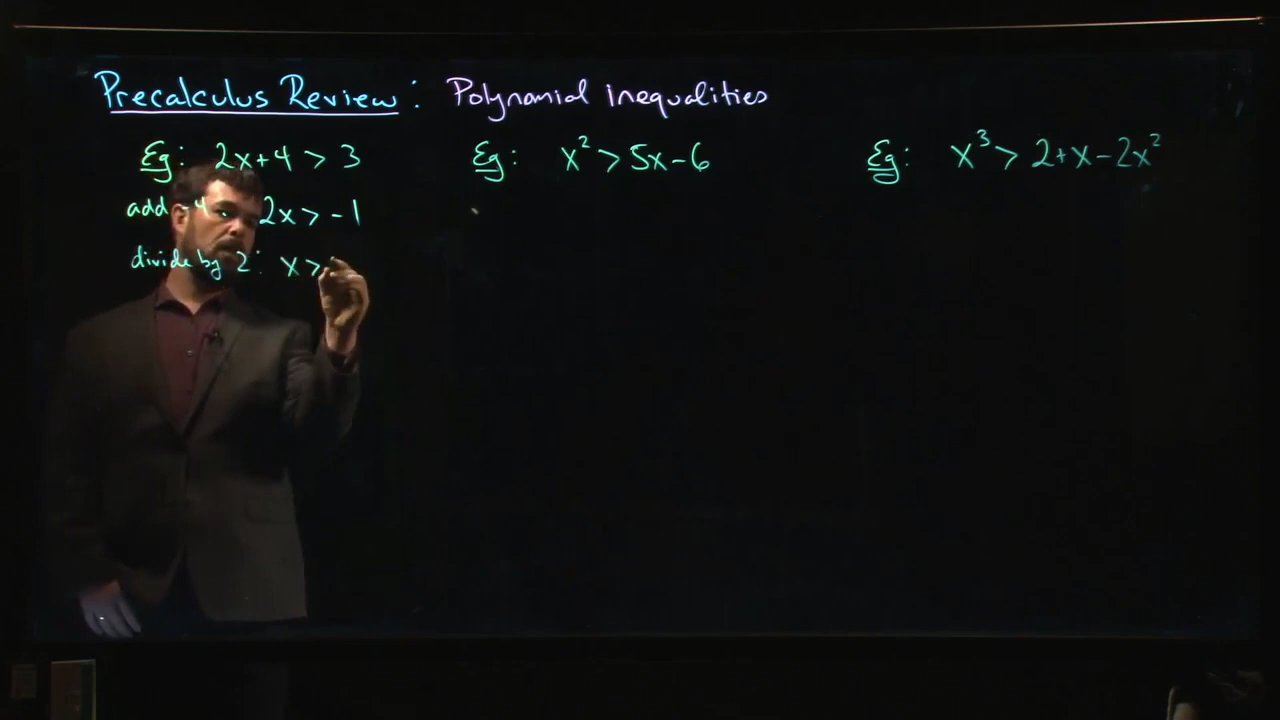 Precalculus Review: Polynomial inequalities
Eg: 2x+4 > 3
add -4: 2x > -1
divide by 2: x >
Eg: x² > 5x-6
Eg: x³ > 2+x-2x²